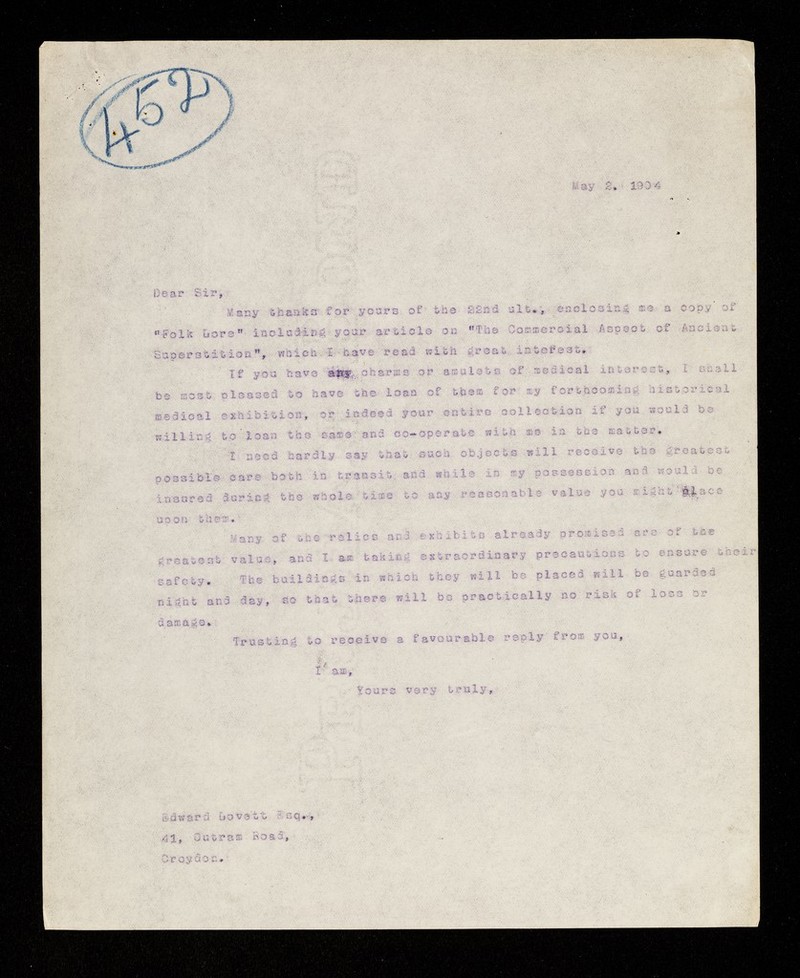 452
May 2. 1904
Dear Sir,
Many thanks for yours of the 22nd ult., enclosing me a copy of
"Folk Lore" including your article on "The Commercial Aspect of Ancient
Superstition", which I have read with great interest.
If you have any charms or amulets of medical interest, I shall
be most pleased to have the loan of them for my forthcoming historical
medical exhibition, or indeed your entire collection if you would be
willing to loan the same and co-operate with me in the matter.
I need hardly say that such objects will receive the greatest
possible care both in transit and while in my possession and would be
insured during the whole time to any reasonable value you might place
upon them.
Many of the relics and exhibits already promised are of the
greatest value, and I am taking extraordinary precautions to ensure their
safety. The buildings in which they will be placed will be guarded
night and day, so that there will be practically no risk of loss or
damage.
Trusting to receive a favourable reply from you,
I am,
Yours very truly,
Edward Lovett Esq.,
41, Outram Road,
Croydon.